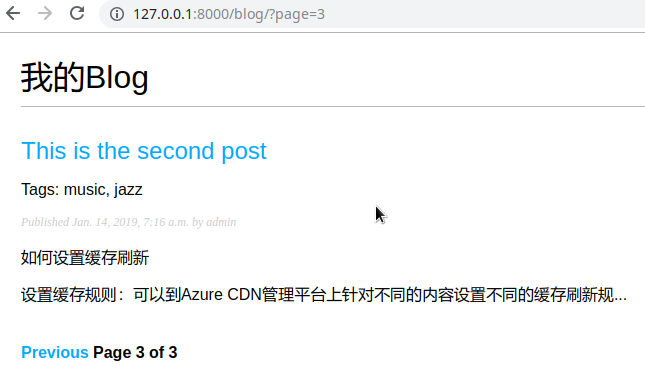 127.0.0.1:8000/blog/?page=3
我的Blog
This is the second post
Tags: music, jazz
Published Jan. 14, 2019, 7:16 a.m. by admin
如何设置缓存刷新
设置缓存规则：可以到Azure CDN管理平台上针对不同的内容设置不同的缓存刷新规...
Previous Page 3 of 3